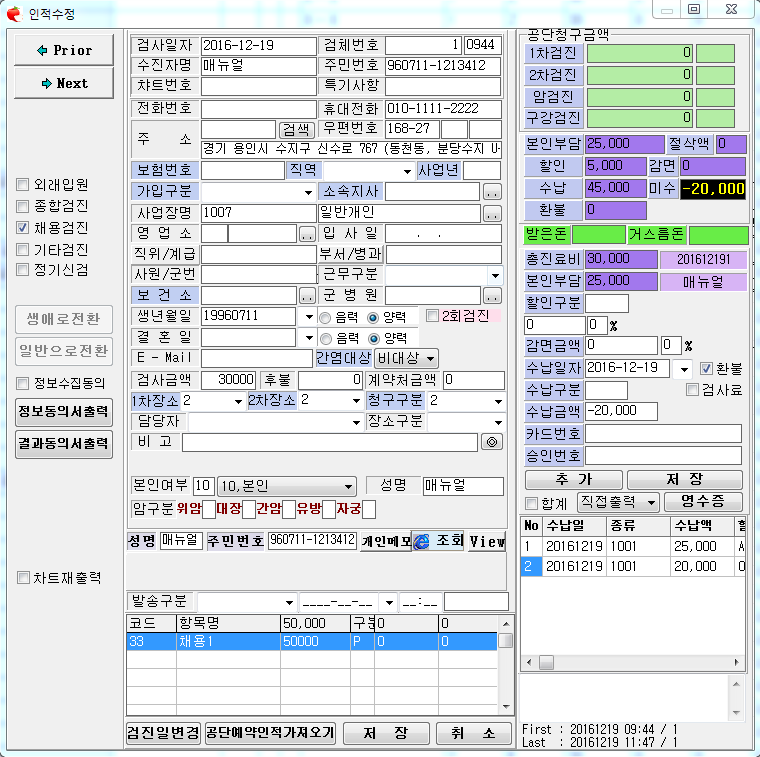 인적수정
Prior
Next
외래입원
종합검진
채용검진
기타검진
정기신검
생애로전환
일반으로전환
정보수집동의
정보동의서출력
결과동의서출력
차트재출력
검사일자 2016-12-19 검체번호 1 0944
수진자명 매뉴얼 주민번호 960711-1213412
차트번호 특기사항
전화번호 휴대전화 010-1111-2222
주 소 검색 우편번호 168-27
경기 용인시 수지구 신수로 767 (동천동, 분당수지
보험번호 직역 사업년
가입구분 소속지사 ..
사업장명 1007 일반개인 ..
영 업 소 ... 입 사 일 . .
직위/계급 부서/병과
사원/군번 근무구분
보 건 소 ... 군 병 원 ..
생년월일 19960711 음력 양력 2회검진
결 혼 일 음력 양력
E - Mail 간염대상 비대상
검사금액 30000 후불 0 계약처금액 0
1차장소 2 2차장소 2 청구구분 2
담당자 장소구분
비 고
본인여부 10 10,본인 성명 매뉴얼
암구분 위암 대장 간암 유방 자궁
성명 매뉴얼 주민번호 960711-1213412 개인메모 조회 View
발송구분 ____-__-__ __:__
코드 항목명 50,000 구분 0 0
33 채용1 50000 P 0 0
검진일변경 공단예약인적가져오기 저 장 취 소
공단청구금액
1차검진 0
2차검진 0
암검진 0
구강검진 0
본인부담 25,000 절삭액 0
할인 5,000 감면 0
수납 45,000 미수 -20,000
환불 0
받은돈 거스름돈
총진료비 30,000 201612191
본인부담 25,000 매뉴얼
할인구분
0 0 %
감면금액 0 0 %
수납일자 2016-12-19 환불
수납구분 검사료
수납금액 -20,000
카드번호
승인번호
추 가 저 장
합계 직접출력 영수증
No 수납일 종류 수납액
1 20161219 1001 25,000
2 20161219 1001 20,000
First : 20161219 09:44 / 1
Last : 20161219 11:47 / 1